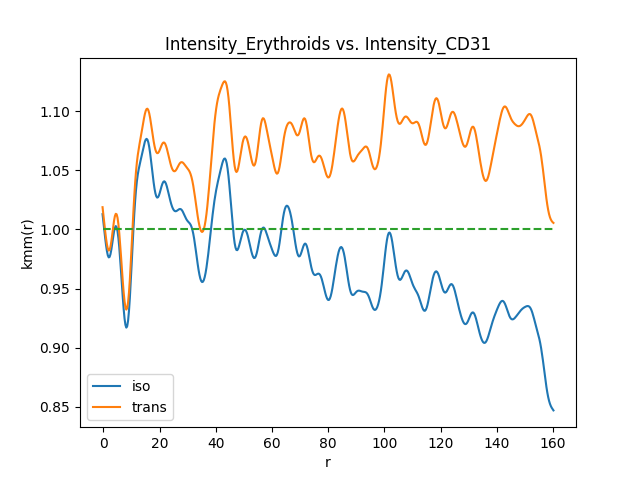 Intensity_Erythroids vs. Intensity_CD31
kmm(r)
1.10
1.05
1.00
0.95
0.90
0.85
iso
trans
0 20 40 60 80 100 120 140 160
r